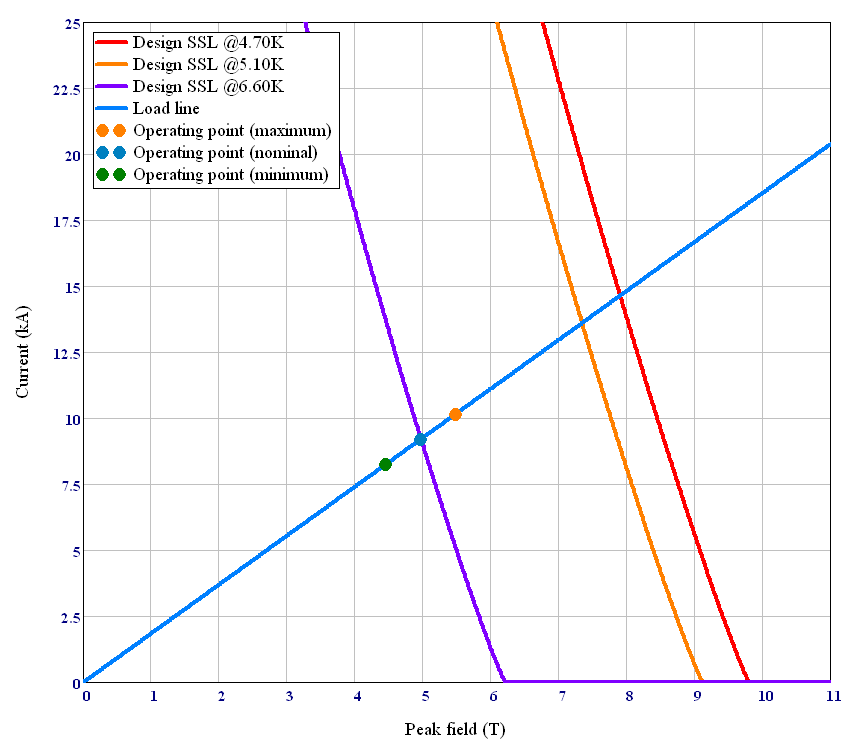 25
22.5
20
17.5
15
12.5
10
7.5
5
2.5
0
Current (kA)
Design SSL @4.70K
Design SSL @5.10K
Design SSL @6.60K
Load line
Operating point (maximum)
Operating point (nominal)
Operating point (minimum)
0 1 2 3 4 5 6 7 8 9 10 11
Peak field (T)